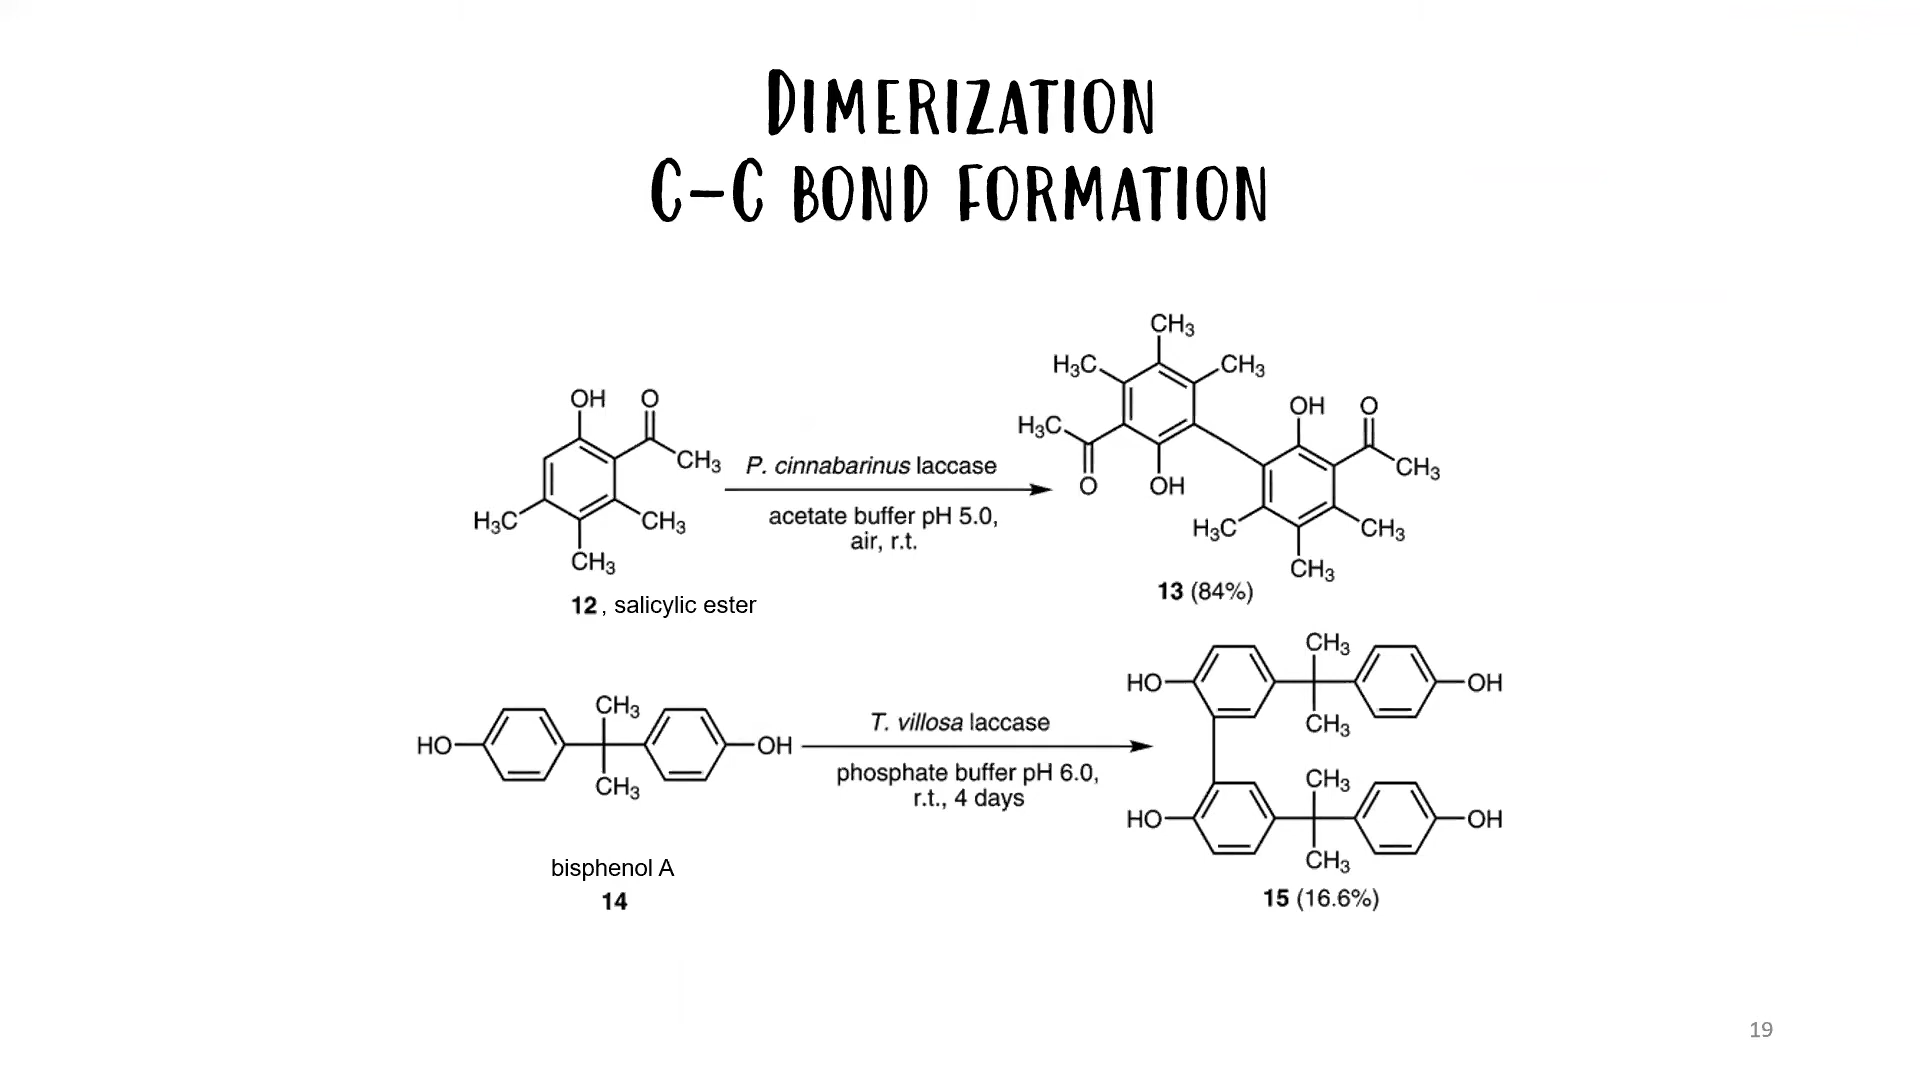 DIMERIZATION
C–C BOND FORMATION
OH O
CH3
H3C
CH3
CH3
12 , salicylic ester
P. cinnabarinus laccase
acetate buffer pH 5.0,
air, r.t.
CH3
H3C
CH3
H3C
O
OH
OH O
CH3
H3C
CH3
CH3
13 (84%)
HO
CH3
CH3
OH
bisphenol A
14
T. villosa laccase
phosphate buffer pH 6.0,
r.t., 4 days
CH3
HO
OH
CH3
CH3
HO
OH
CH3
15 (16.6%)
19